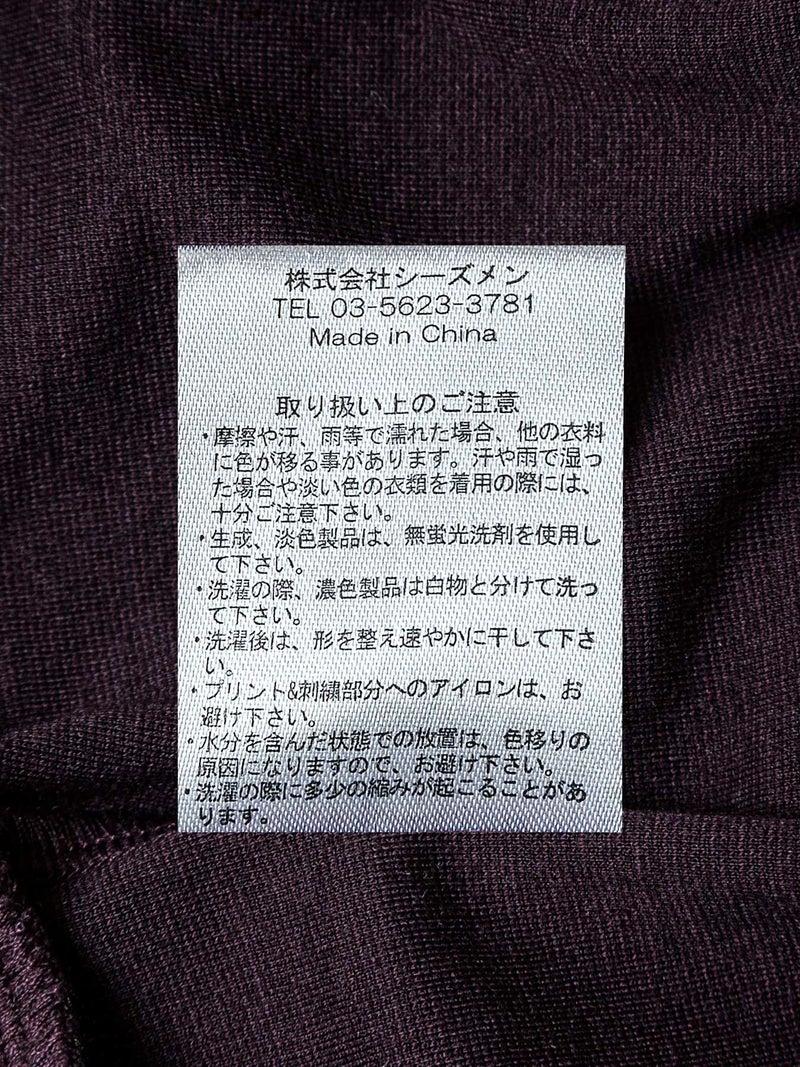 株式会社シーズメン
TEL 03-5623-3781
Made in China
取り扱い上のご注意
・摩擦や汗、雨等で濡れた場合、他の衣料
に色が移る事があります。汗や雨で湿っ
た場合や淡い色の衣類を着用の際には、
十分ご注意下さい。
・生成、淡色製品は、無蛍光洗剤を使用し
て下さい。
・洗濯の際、濃色製品は白物と分けて洗っ
て下さい。
・洗濯後は、形を整え速やかに干して下さ
い。
・プリント&刺繍部分へのアイロンは、お
避け下さい。
・水分を含んだ状態での放置は、色移りの
原因になりますので、お避け下さい。
・洗濯の際に多少の縮みが起こることがあ
ります。